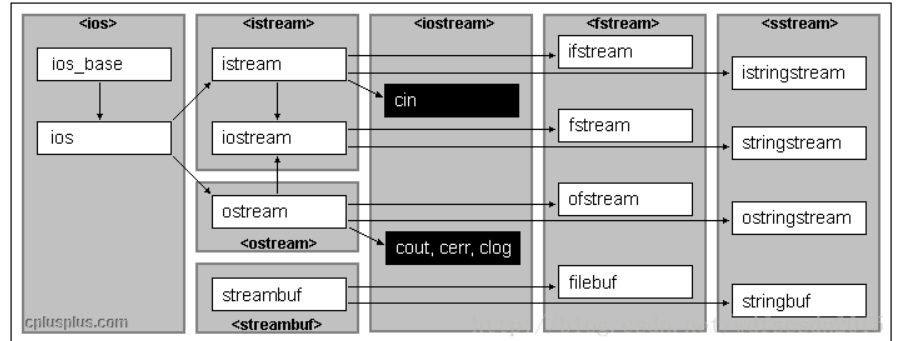 <ios>
ios_base
ios
<istream>
istream
iostream
ostream
<ostream>
streambuf
<streambuf>
<iostream>
cin
cout, cerr, clog
<fstream>
ifstream
fstream
ofstream
filebuf
<sstream>
istringstream
stringstream
ostringstream
stringbuf
cplusplus.com